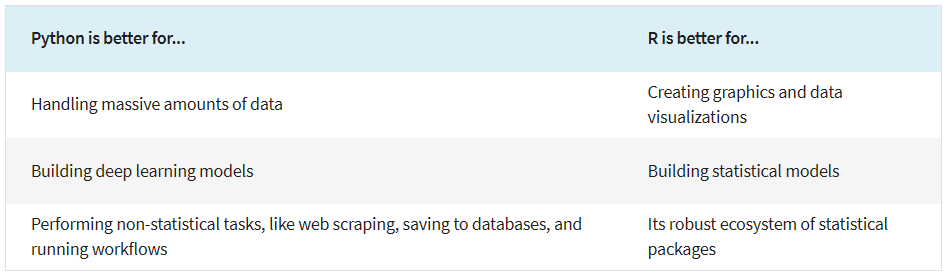 Python is better for...
R is better for...
Handling massive amounts of data
Creating graphics and data
visualizations
Building deep learning models
Building statistical models
Performing non-statistical tasks, like web scraping, saving to databases, and
running workflows
Its robust ecosystem of statistical
packages